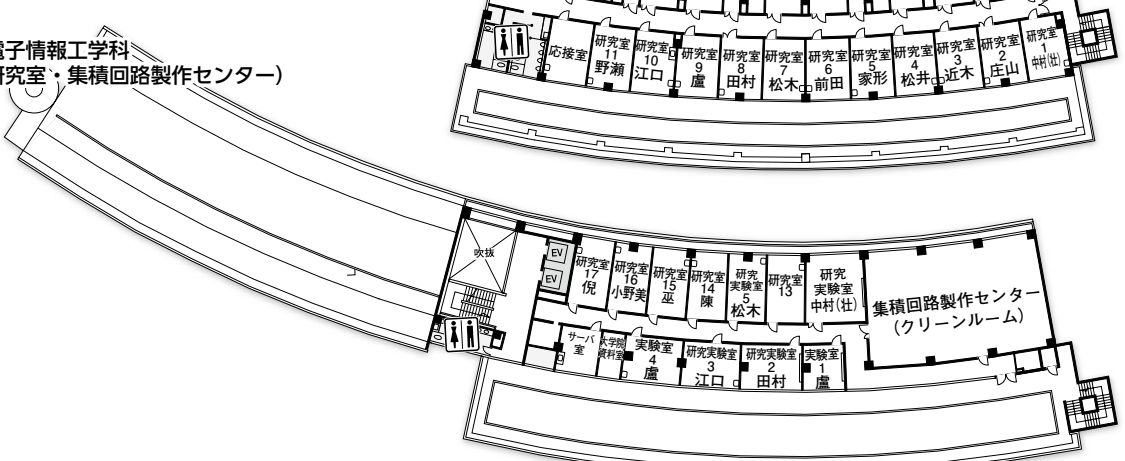 電子情報工学科
研究室・集積回路製作センター）
応接室
研究室
11
野瀬
研究室
10
江口
研究室
9
盧
研究室
8
田村
研究室
7
松木
研究室
6
前田
研究室
5
家形
研究室
4
松井
研究室
3
近木
研究室
2
庄山
研究室
1
中村（壮）
吹抜
EV
EV
研究室
17
倪
研究室
16
小野美
研究室
15
巫
研究室
14
陳
研究
実験室
5
松木
研究室
13
研究
実験室
中村（壮）
集積回路製作センター
（クリーンルーム）
サーバ
室
大学院
資料室
実験室
4
盧
研究実験室
3
江口
研究実験室
2
田村
実験室
1
盧